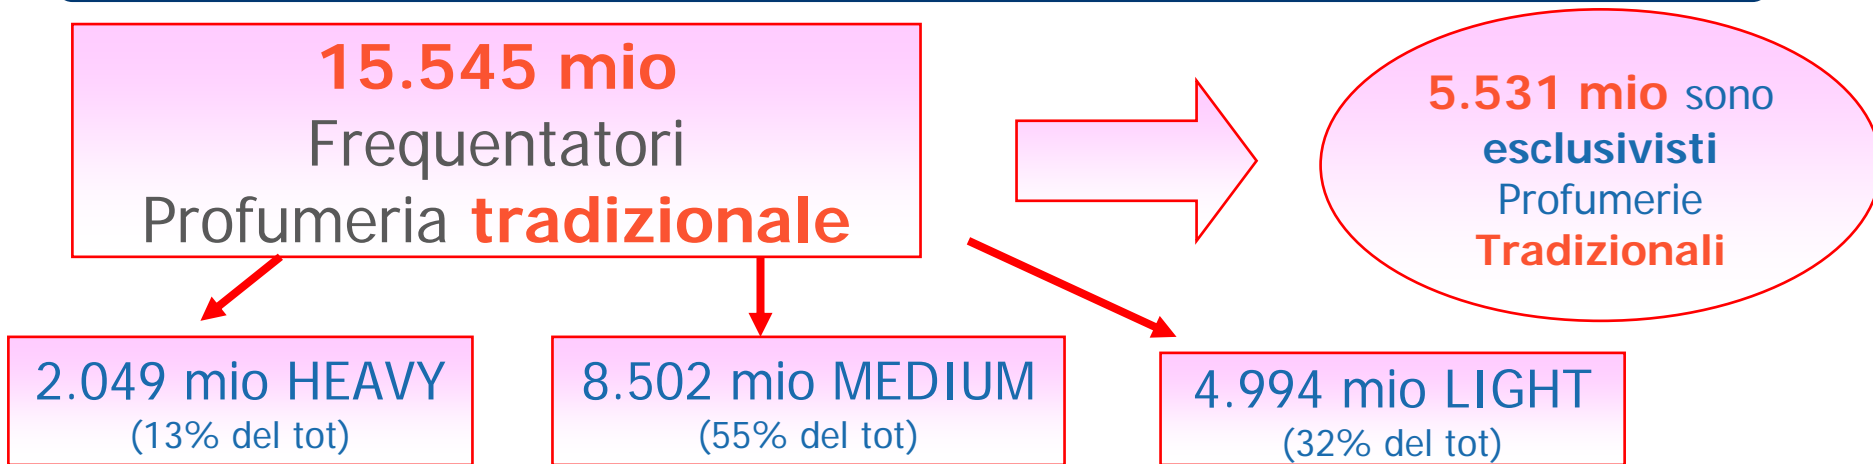 15.545 mio
Frequentatori
Profumeria tradizionale
5.531 mio sono
esclusivisti
Profumerie
Tradizionali
2.049 mio HEAVY
(13% del tot)
8.502 mio MEDIUM
(55% del tot)
4.994 mio LIGHT
(32% del tot)